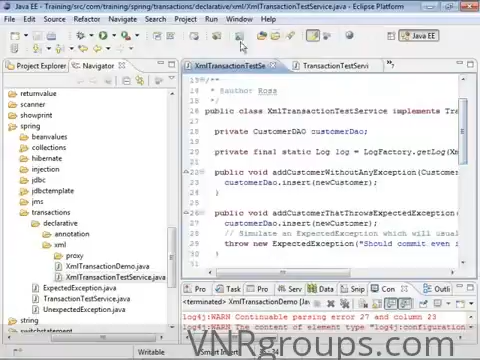 Java EE - Training/src/com/training/spring/transactions/declarative/xml/XmlTransactionTestService.java - Eclipse Platform
File Edit Source Refactor Navigate Search Project Run Window Help
Java EE
Project Explorer
Navigator
returnvalue
scanner
showprint
spring
beanvalues
collections
hibernate
injection
jdbc
jdbctemplate
jms
transactions
declarative
annotation
xml
proxy
XmlTransactionDemo.java
XmlTransactionTestService.java
ExpectedException.java
TransactionTestService.java
UnexpectedException.java
string
switchstatement
XmlTransactionTestSe
TransactionTestServi
/**
* @author Ross
public class XmlTransactionTestService implements Tra
private CustomerDAO customerDao;
private final static Log log = LogFactory.getLog(Xm
public void addCustomerWithoutAnyException(Customer
customerDao.insert(newCustomer);
}
public void addCustomerThatThrowsExpectedException(
customerDao.insert(newCustomer);
// Simulate an ExpectedException which will usual
throw new ExpectedException("Should commit even i
}
Pro
Task
Pro
Serv
Data
Sni
Con
Outli
<terminated> XmlTransactionDemo [
log4j:WARN Continuable parsing error 27 and column 23
log4j:WARN The content of element type "log4j:configuration
Writable
Smart Insert
VNRgroups.com